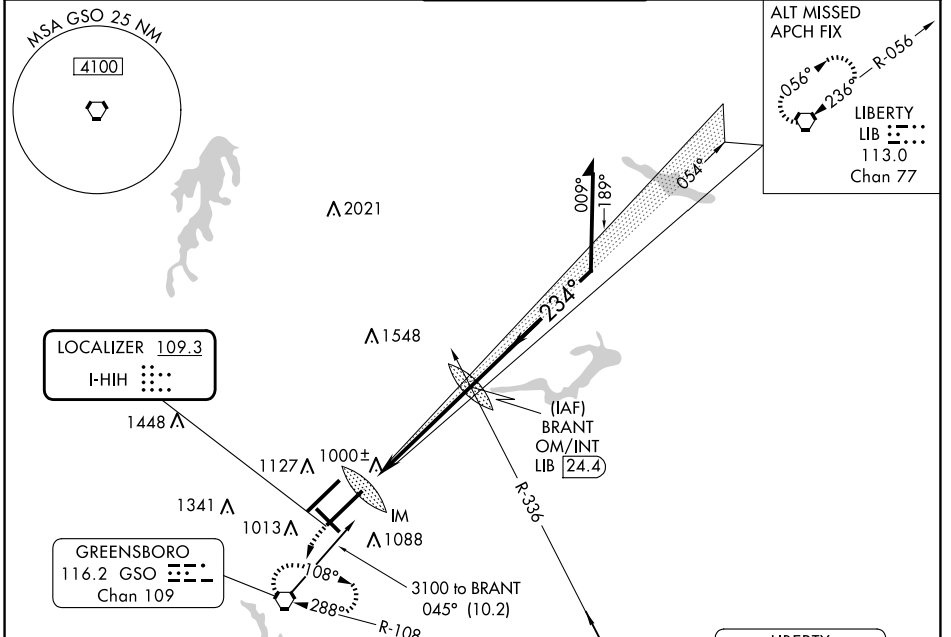 MSA GSO 25 NM
4100
ALT MISSED
APCH FIX
056°
236°
R-056
LIBERTY
LIB
113.0
Chan 77
2021
009°
189°
054°
234°
LOCALIZER 109.3
I-HIH
1548
1448
(IAF)
BRANT
OM/INT
LIB 24.4
1127
1000±
1341
1013
IM
1088
R-336
GREENSBORO
116.2 GSO
Chan 109
108°
288°
R-108
3100 to BRANT
045° (10.2)
LIBERTY